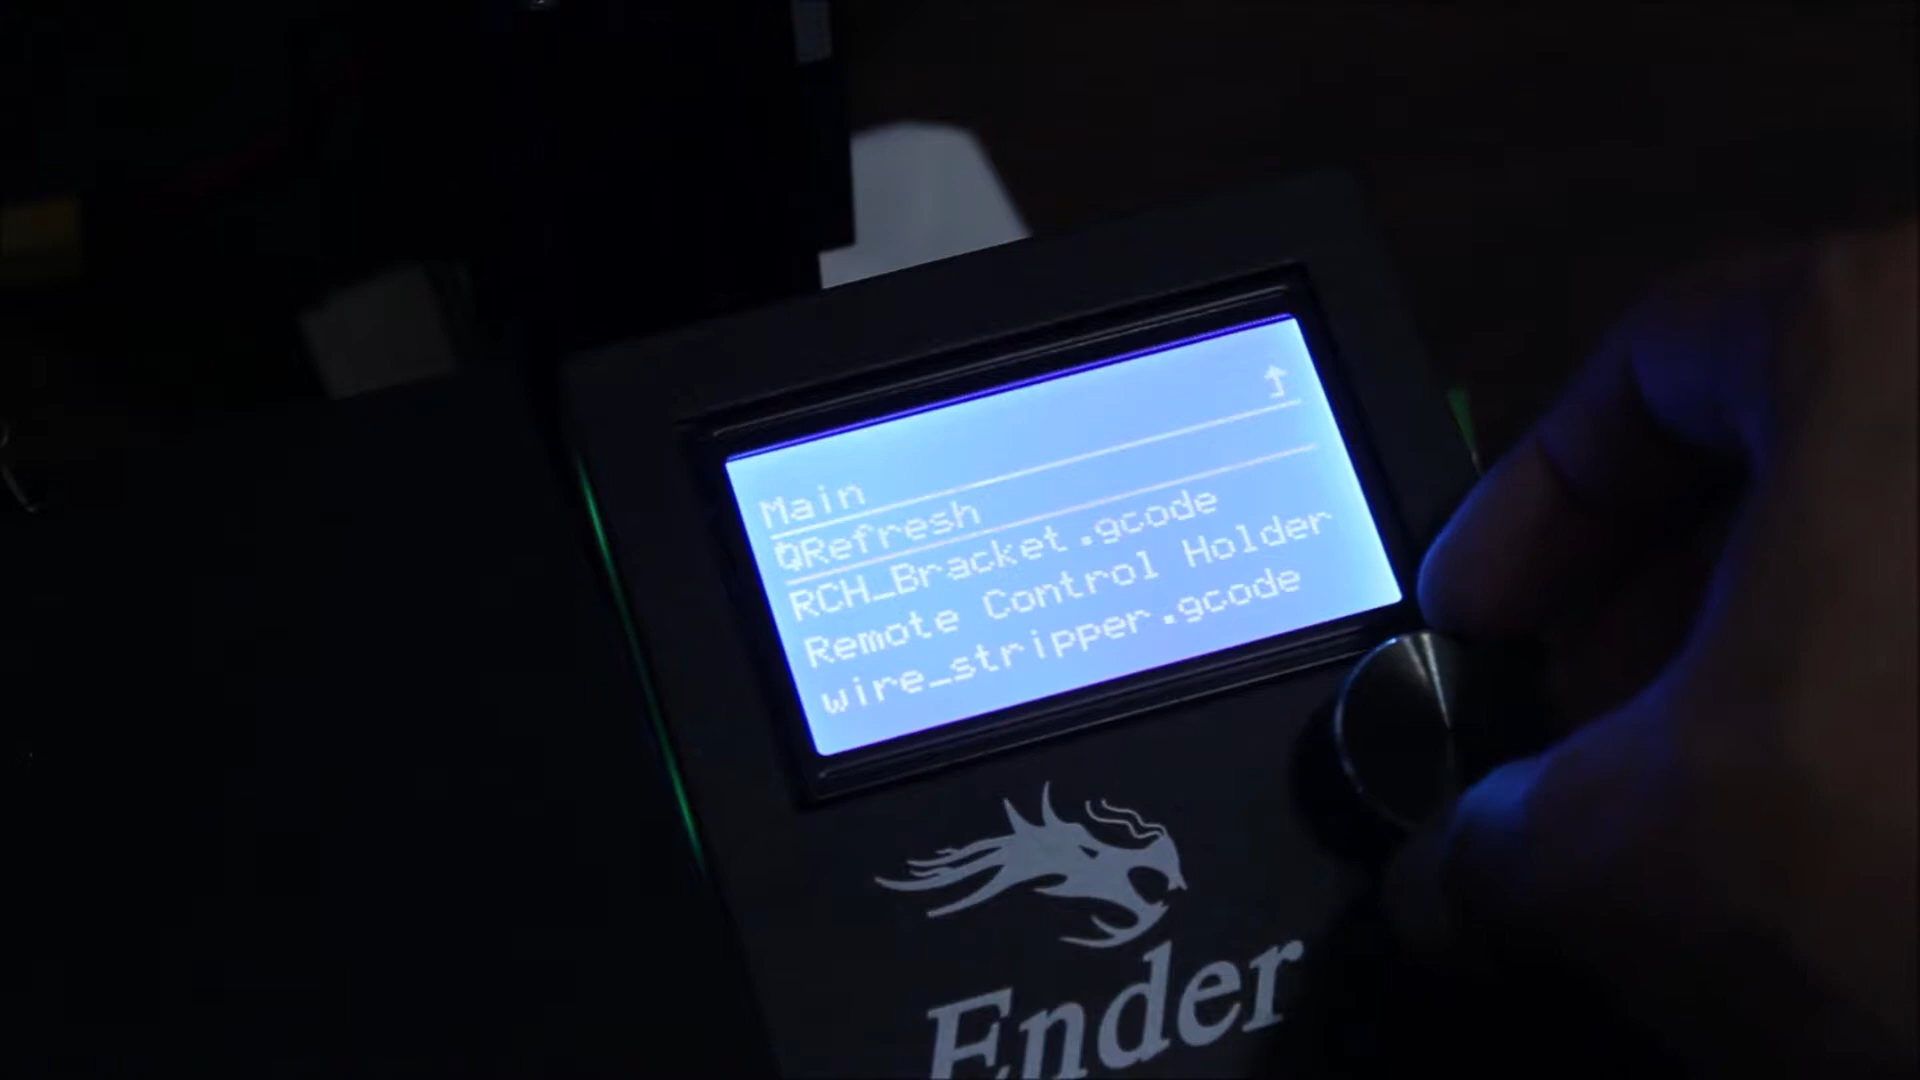 Main
Refresh
RCH_Bracket.gcode
Remote Control Holder
wire_stripper.gcode
Ender